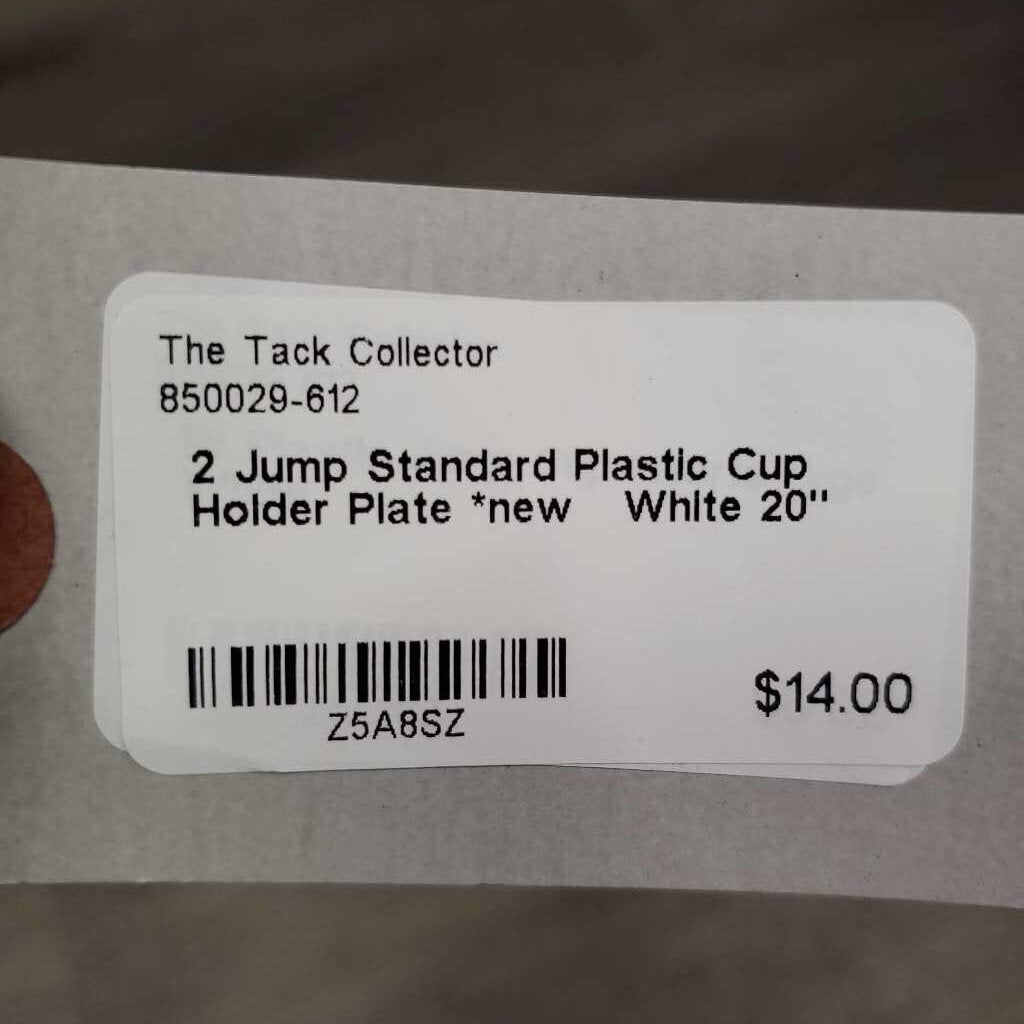 The Tack Collector
850029-612
2 Jump Standard Plastic Cup
Holder Plate *new White 20"
Z5A8SZ
$14.00